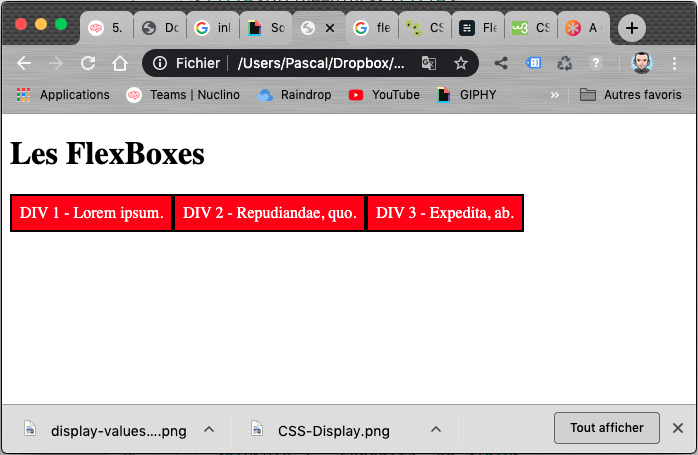 5.
Do
inl
So
fle
CS
Fle
CS
A
Fichier
/Users/Pascal/Dropbox/...
Applications
Teams | Nuclino
Raindrop
YouTube
GIPHY
»
Autres favoris
Les FlexBoxes
DIV 1 - Lorem ipsum.
DIV 2 - Repudiandae, quo.
DIV 3 - Expedita, ab.
display-values....png
CSS-Display.png
Tout afficher